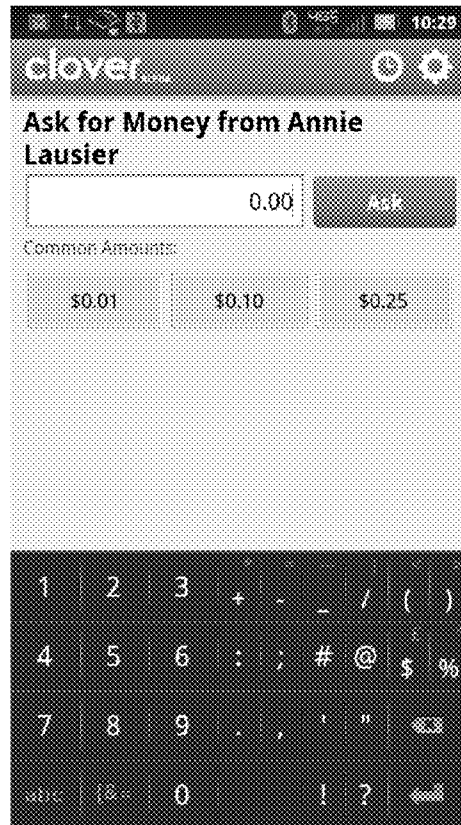 10:29
clover
Ask for Money from Annie
Lausier
0.00 Ask
Common Amounts:
$0.01 $0.10 $0.25
1 2 3 + - _ / ( )
4 5 6 : ; # @ $ %
7 8 9 . , ' "
abc 0 ! ?